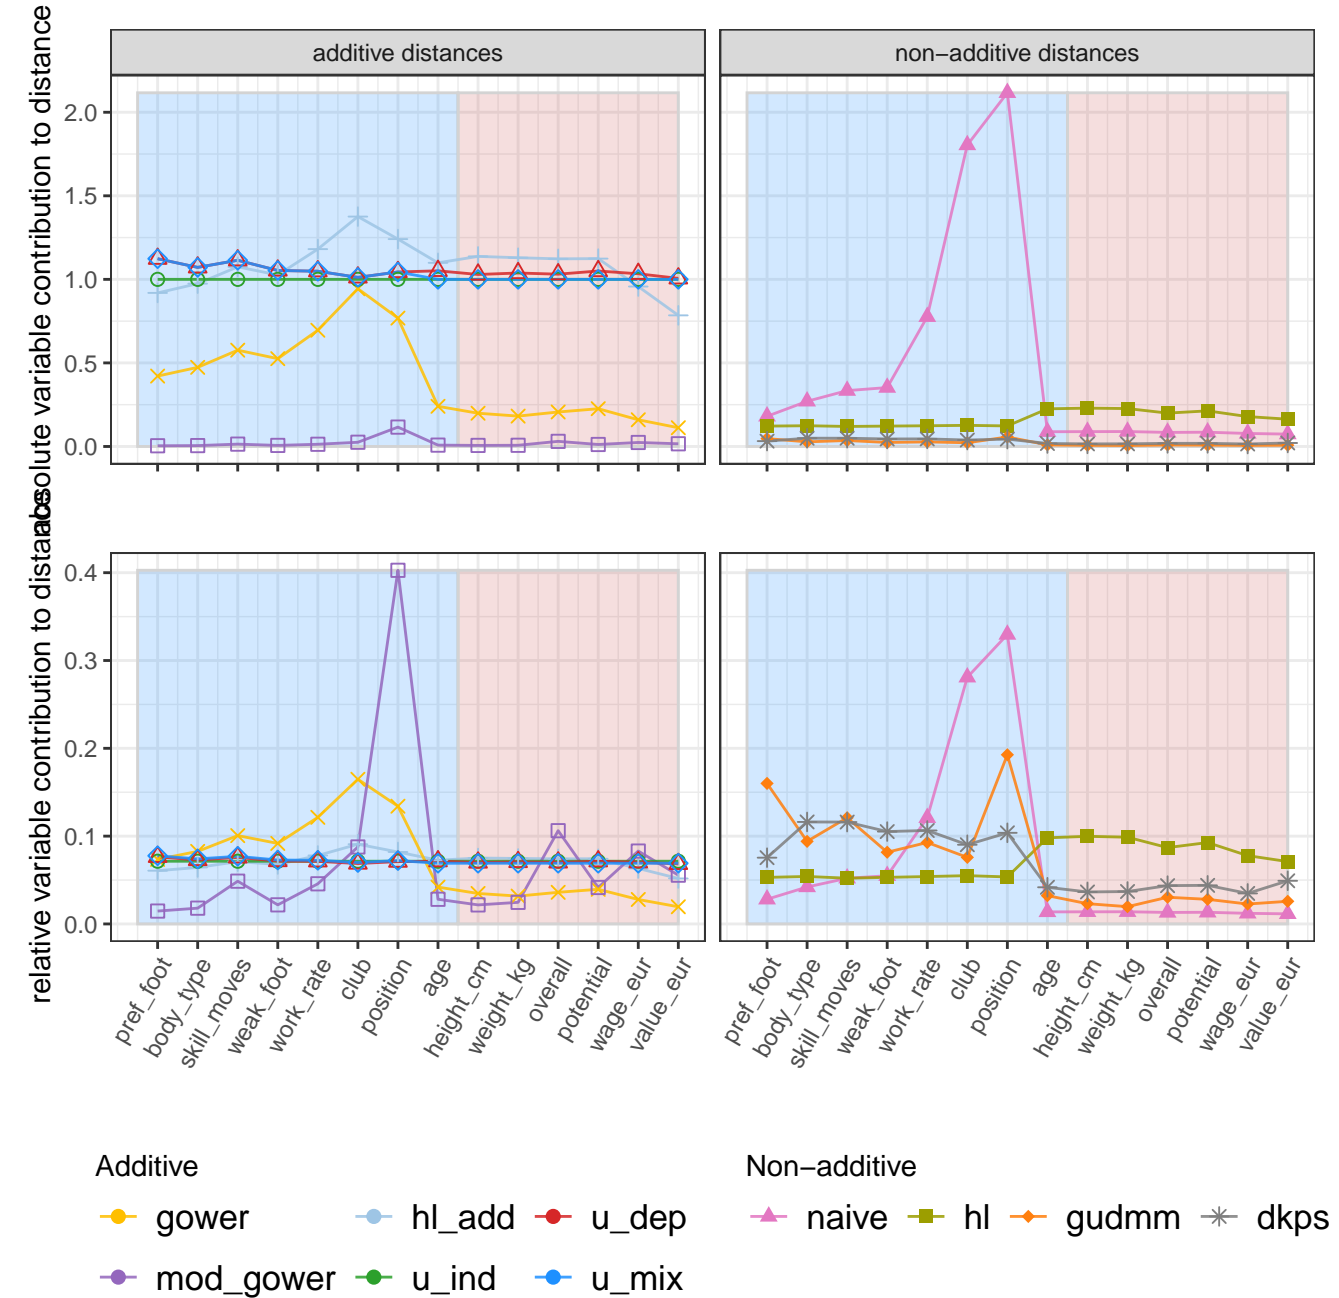 additive distances
non−additive distances
absolute variable contribution to distance
2.0
1.5
1.0
0.5
0.0
relative variable contribution to distance
0.4
0.3
0.2
0.1
0.0
pref_foot
body_type
skill_moves
weak_foot
work_rate
club
position
age
height_cm
weight_kg
overall
potential
wage_eur
value_eur
pref_foot
body_type
skill_moves
weak_foot
work_rate
club
position
age
height_cm
weight_kg
overall
potential
wage_eur
value_eur
Additive
gower hl_add u_dep
mod_gower u_ind u_mix
Non−additive
naive hl gudmm dkps